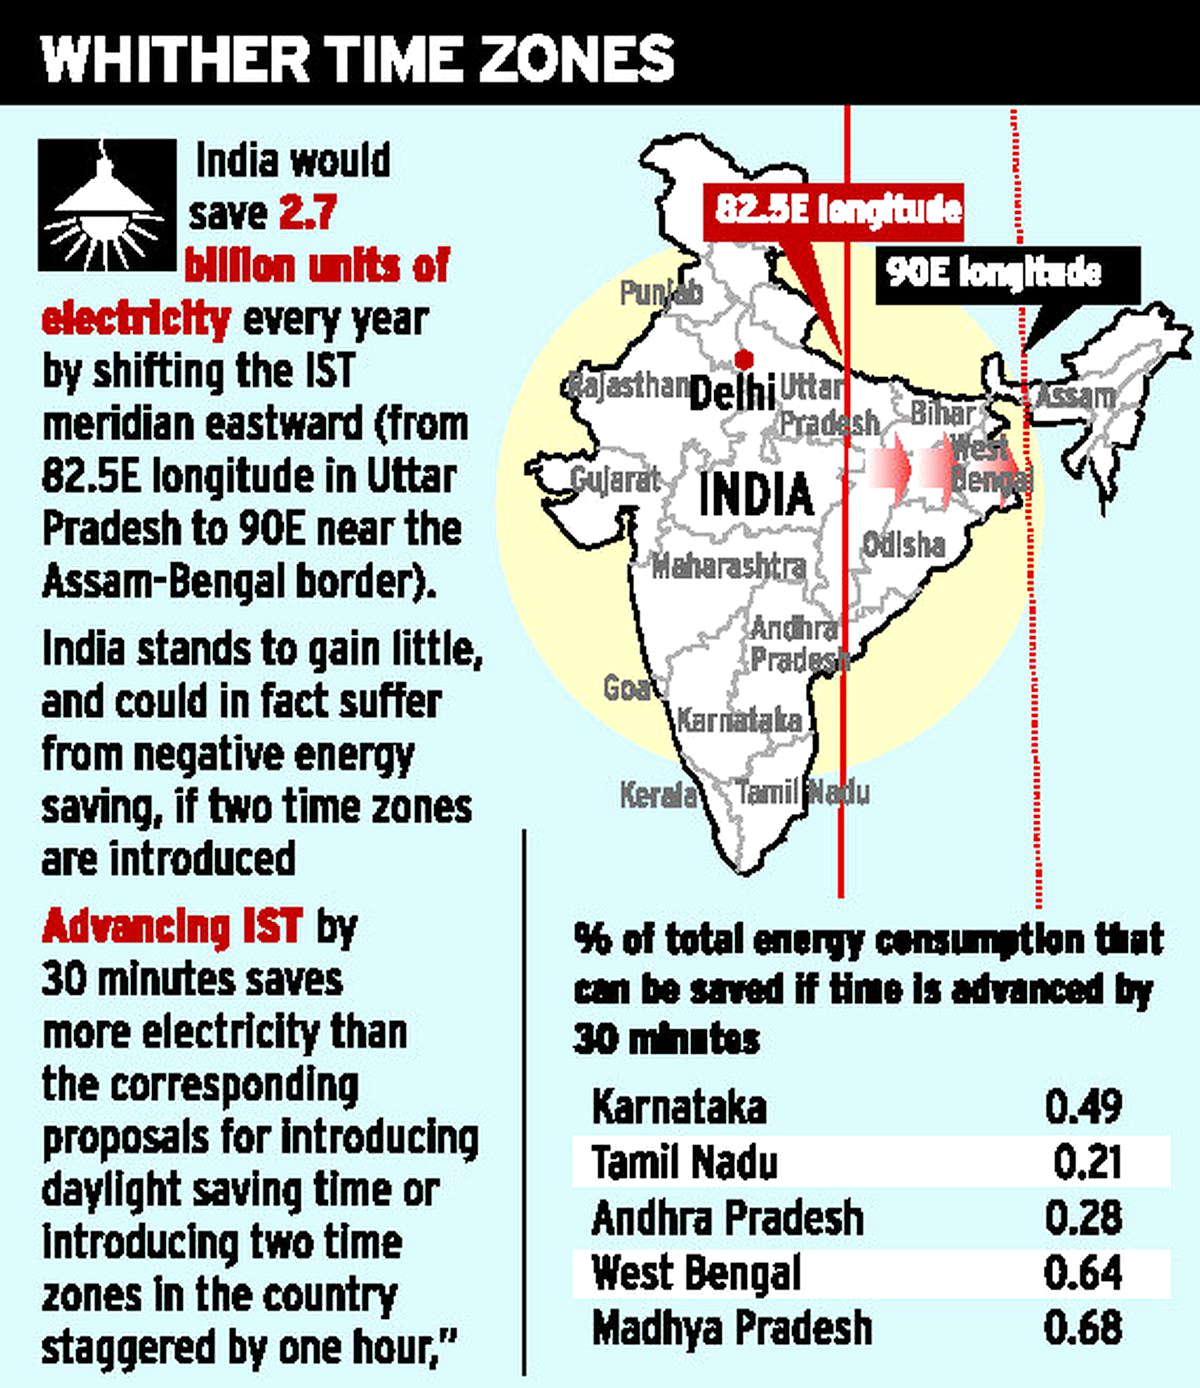 WHITHER TIME ZONES
India would
save 2.7
billion units of
electricity every year
by shifting the IST
meridian eastward (from
82.5E longitude in Uttar
Pradesh to 90E near the
Assam-Bengal border).
India stands to gain little,
and could in fact suffer
from negative energy
saving, if two time zones
are introduced
Advancing IST by
30 minutes saves
more electricity than
the corresponding
proposals for introducing
daylight saving time or
introducing two time
zones in the country
staggered by one hour,”
82.5E longitude
90E longitude
Punjab
Rajasthan
Delhi
Uttar
Pradesh
Bihar
Assam
West
Bengal
Gujarat
INDIA
Odisha
Maharashtra
Andhra
Pradesh
Goa
Karnataka
Kerala
Tamil Nadu
% of total energy consumption that
can be saved if time is advanced by
30 minutes
Karnataka 0.49
Tamil Nadu 0.21
Andhra Pradesh 0.28
West Bengal 0.64
Madhya Pradesh 0.68